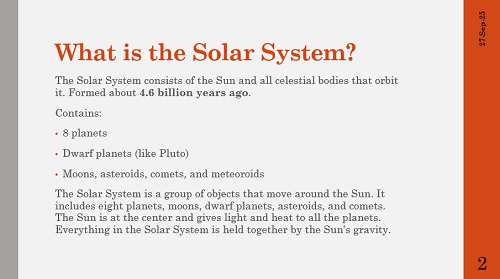 What is the Solar System?
The Solar System consists of the Sun and all celestial bodies that orbit
it. Formed about 4.6 billion years ago.
Contains:
• 8 planets
• Dwarf planets (like Pluto)
• Moons, asteroids, comets, and meteoroids
The Solar System is a group of objects that move around the Sun. It
includes eight planets, moons, dwarf planets, asteroids, and comets.
The Sun is at the center and gives light and heat to all the planets.
Everything in the Solar System is held together by the Sun's gravity.
27-Sep-25
2